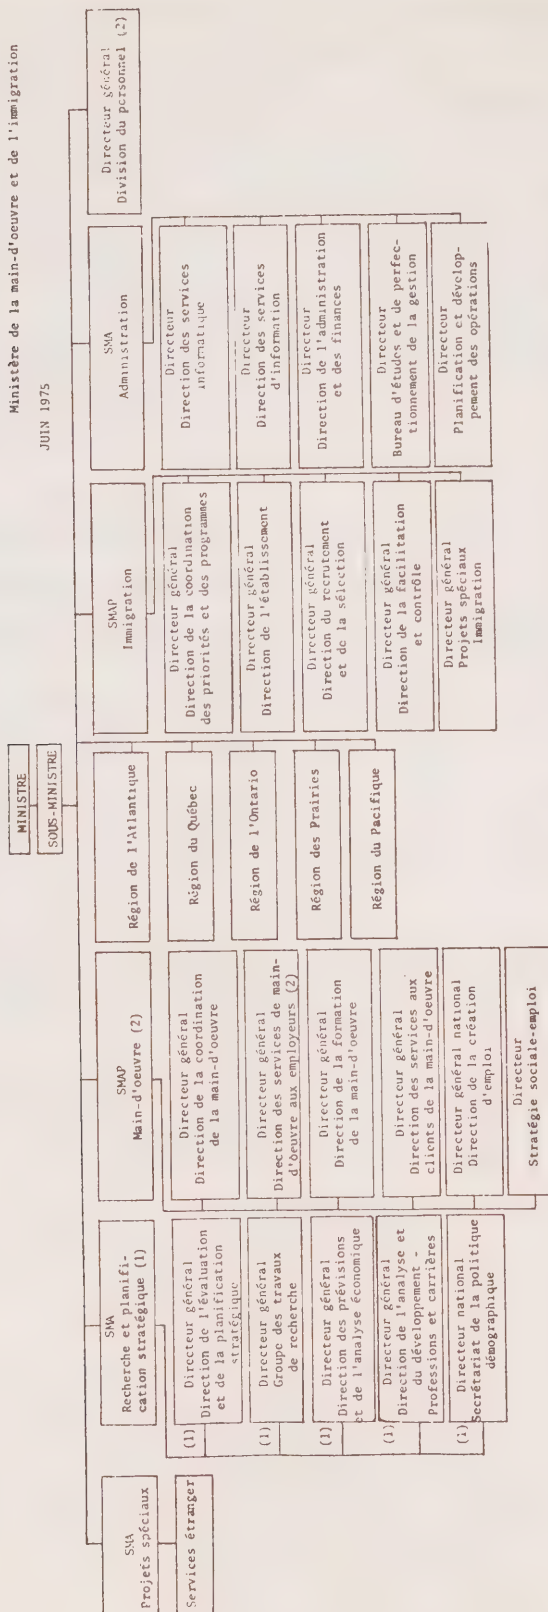 Ministère de la main-d'oeuvre et de l'immigration
JUIN 1975
MINISTRE
SOUS-MINISTRE
SMA
Projets spéciaux
Services étranger
SMA
Recherche et planifi-
cation stratégique (1)
(1)
Directeur général
Direction de l'évaluation
et de la planification
stratégique
(1)
Directeur général
Groupe des travaux
de recherche
(1)
Directeur général
Direction des prévisions
et de l'analyse économique
(1)
Directeur général
Direction de l'analyse et
du développement -
Professions et carrières
(1)
Directeur national
Secrétariat de la politique
démographique
SMAP
Main-d'oeuvre (2)
Directeur général
Direction de la coordination
de la main-d'oeuvre
Directeur général
Direction des services de main-
d'oeuvre aux employeurs (2)
Directeur général
Direction de la formation
de la main-d'oeuvre
Directeur général
Direction des services aux
clients de la main-d'oeuvre
Directeur général national
Direction de la création
d'emploi
Directeur
Stratégie sociale-emploi
Région de l'Atlantique
Région du Québec
Région de l'Ontario
Région des Prairies
Région du Pacifique
SMAP
Immigration
Directeur général
Direction de la coordination
des priorités et des programmes
Directeur général
Direction de l'établissement
Directeur général
Direction du recrutement
et de la sélection
Directeur général
Direction de la facilitation
et contrôle
Directeur général
Projets spéciaux
Immigration
SMA
Administration
Directeur
Direction des services
informatique
Directeur
Direction des services
d'information
Directeur
Direction de l'administration
et des finances
Directeur
Bureau d'études et de perfec-
tionnement de la gestion
Directeur
Planification et dévelop-
pement des opérations
Directeur général
Division du personnel (2)